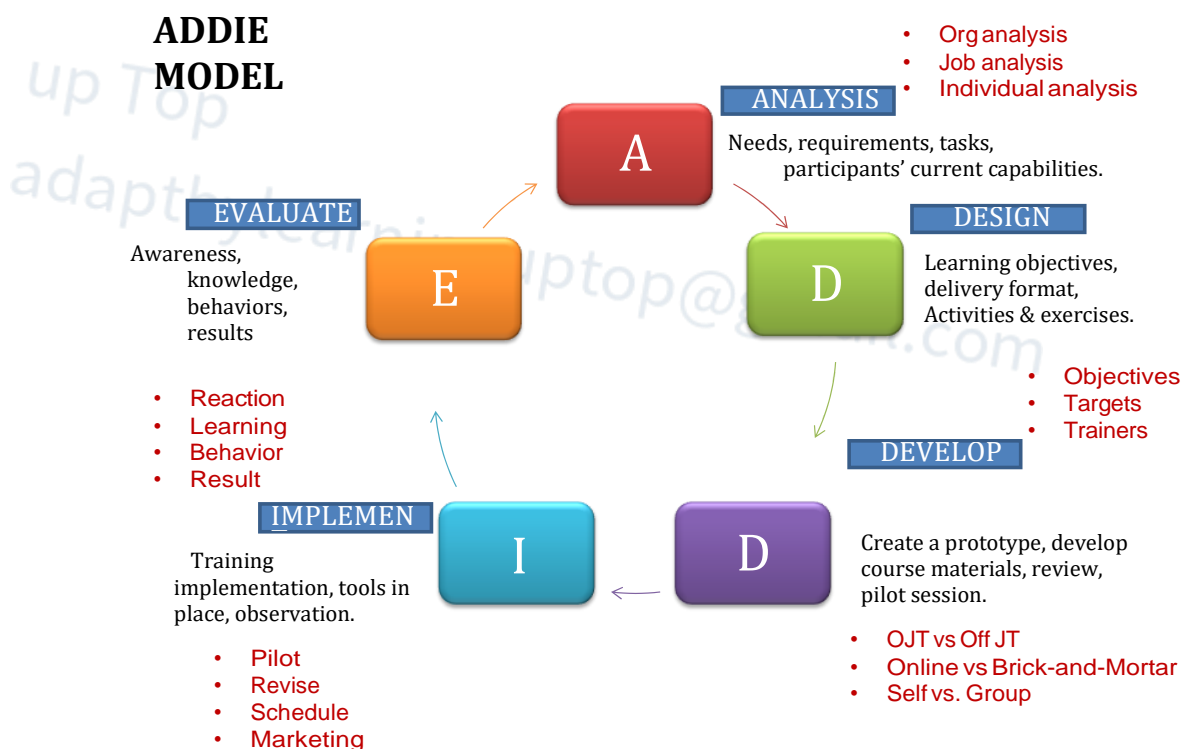 ADDIE
MODEL
up Top
• Org analysis
• Job analysis
• Individual analysis
ANALYSIS
A
Needs, requirements, tasks,
participants’ current capabilities.
DESIGN
D
Learning objectives,
delivery format,
Activities & exercises.
• Objectives
• Targets
• Trainers
DEVELOP
D
Create a prototype, develop
course materials, review,
pilot session.
• OJT vs Off JT
• Online vs Brick-and-Mortar
• Self vs. Group
IMPLEMEN
I
Training
implementation, tools in
place, observation.
• Pilot
• Revise
• Schedule
• Marketing
EVALUATE
E
Awareness,
knowledge,
behaviors,
results
• Reaction
• Learning
• Behavior
• Result